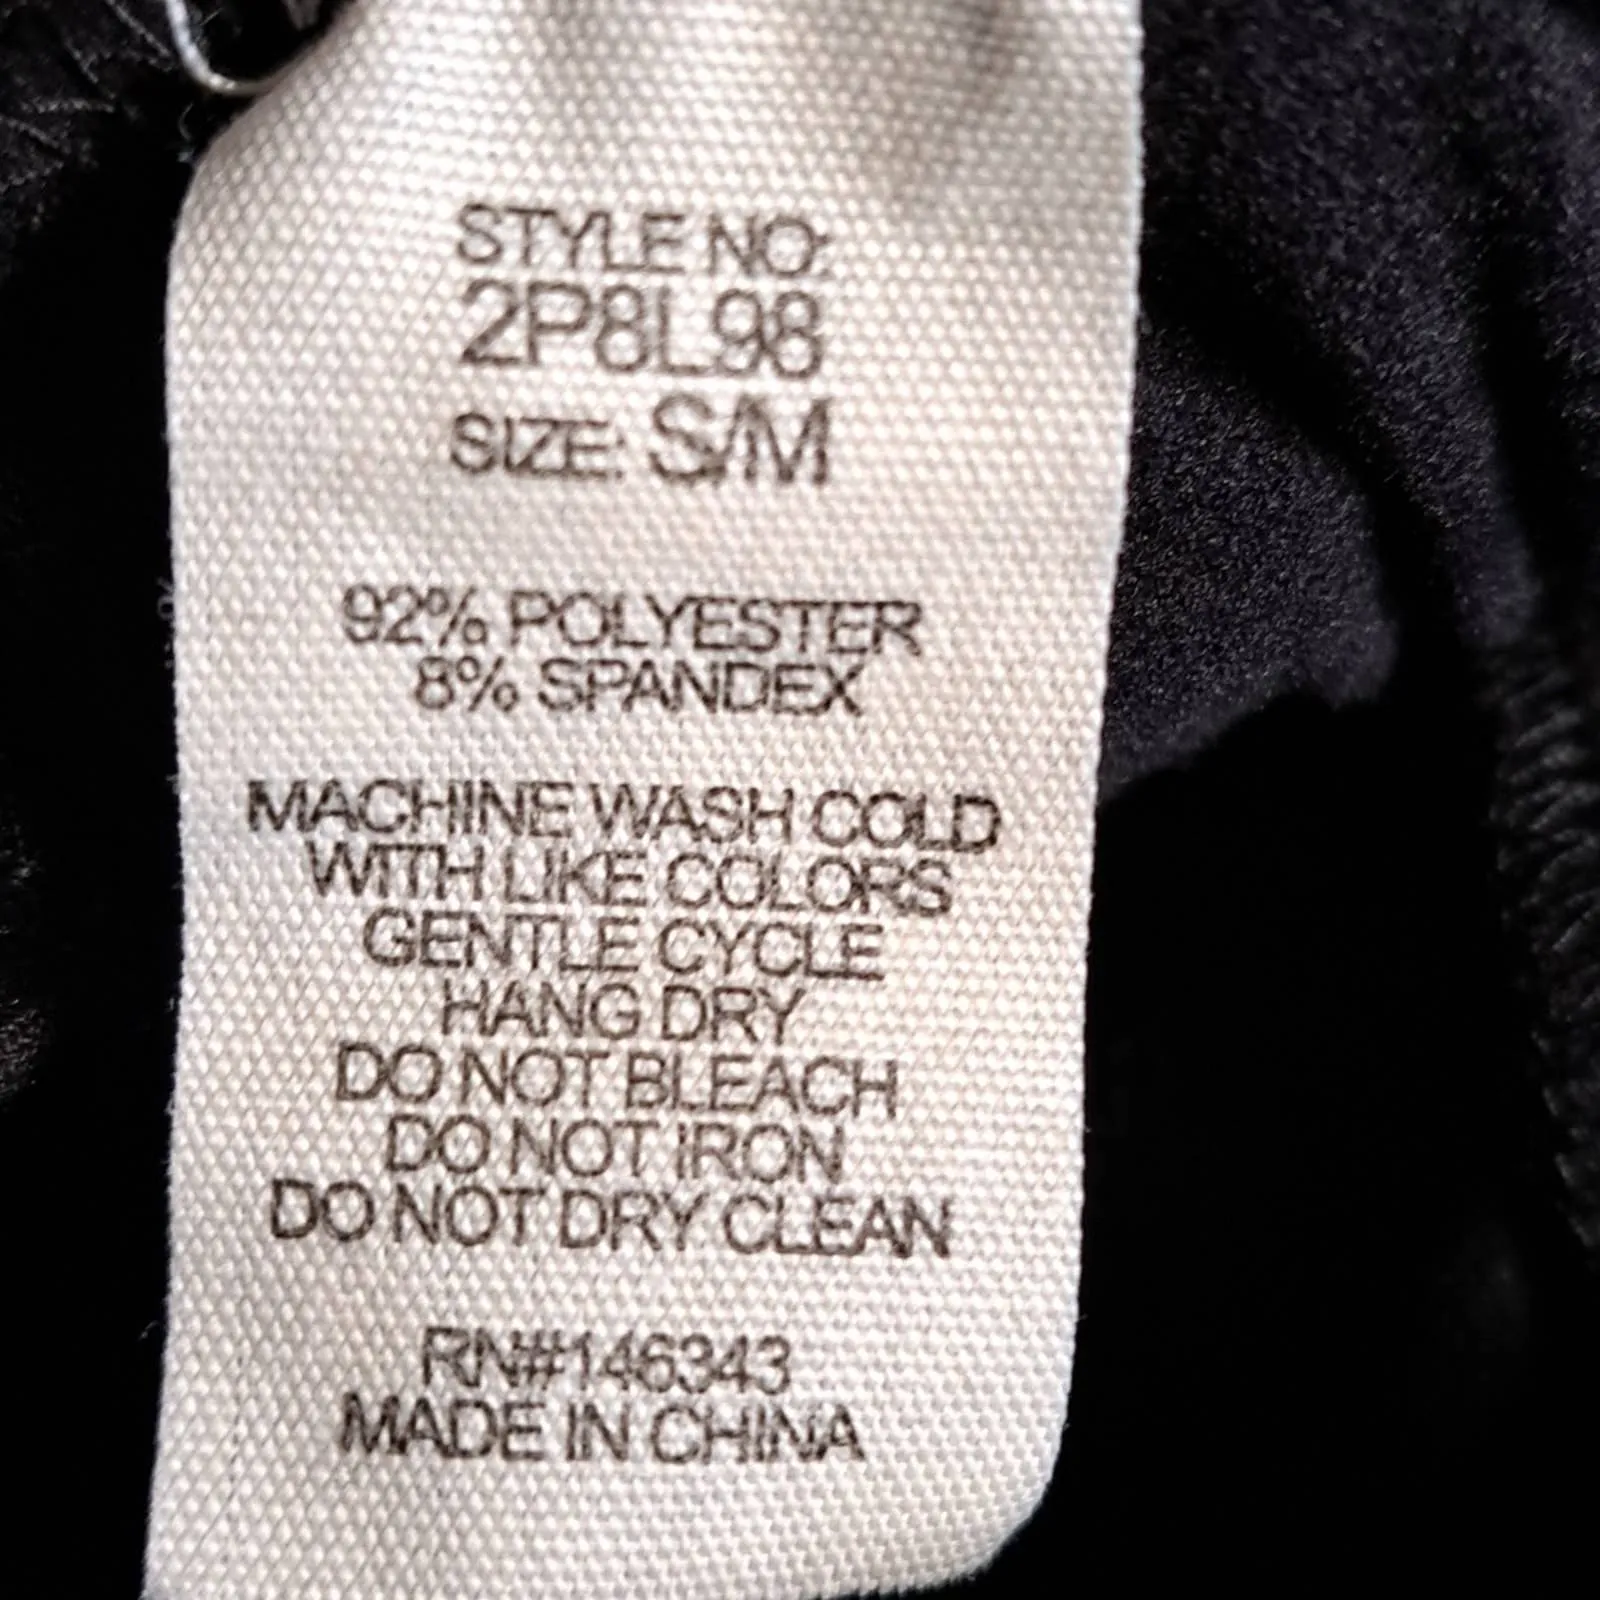 STYLE NO:
2P8L98
SIZE: S/M
92% POLYESTER
8% SPANDEX
MACHINE WASH COLD
WITH LIKE COLORS
GENTLE CYCLE
HANG DRY
DO NOT BLEACH
DO NOT IRON
DO NOT DRY CLEAN
RN#146343
MADE IN CHINA